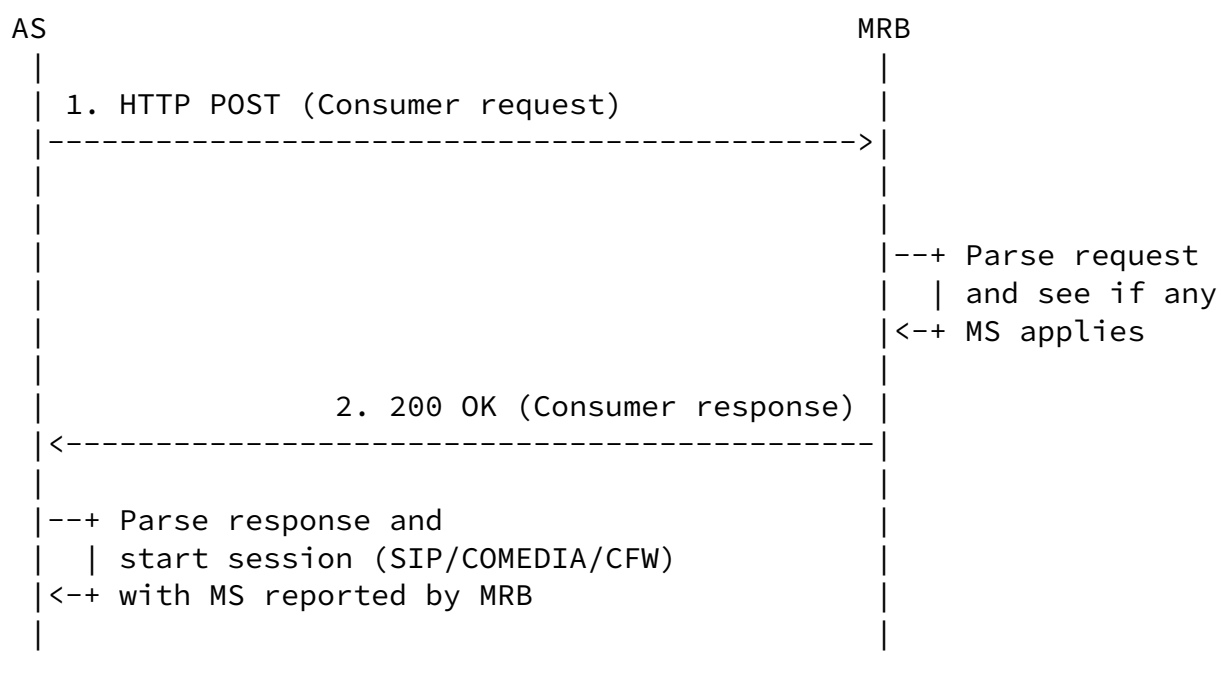 AS MRB
1. HTTP POST (Consumer request)
--+ Parse request
| and see if any
<-+ MS applies
2. 200 OK (Consumer response)
--+ Parse response and
| start session (SIP/COMEDIA/CFW)
<-+ with MS reported by MRB